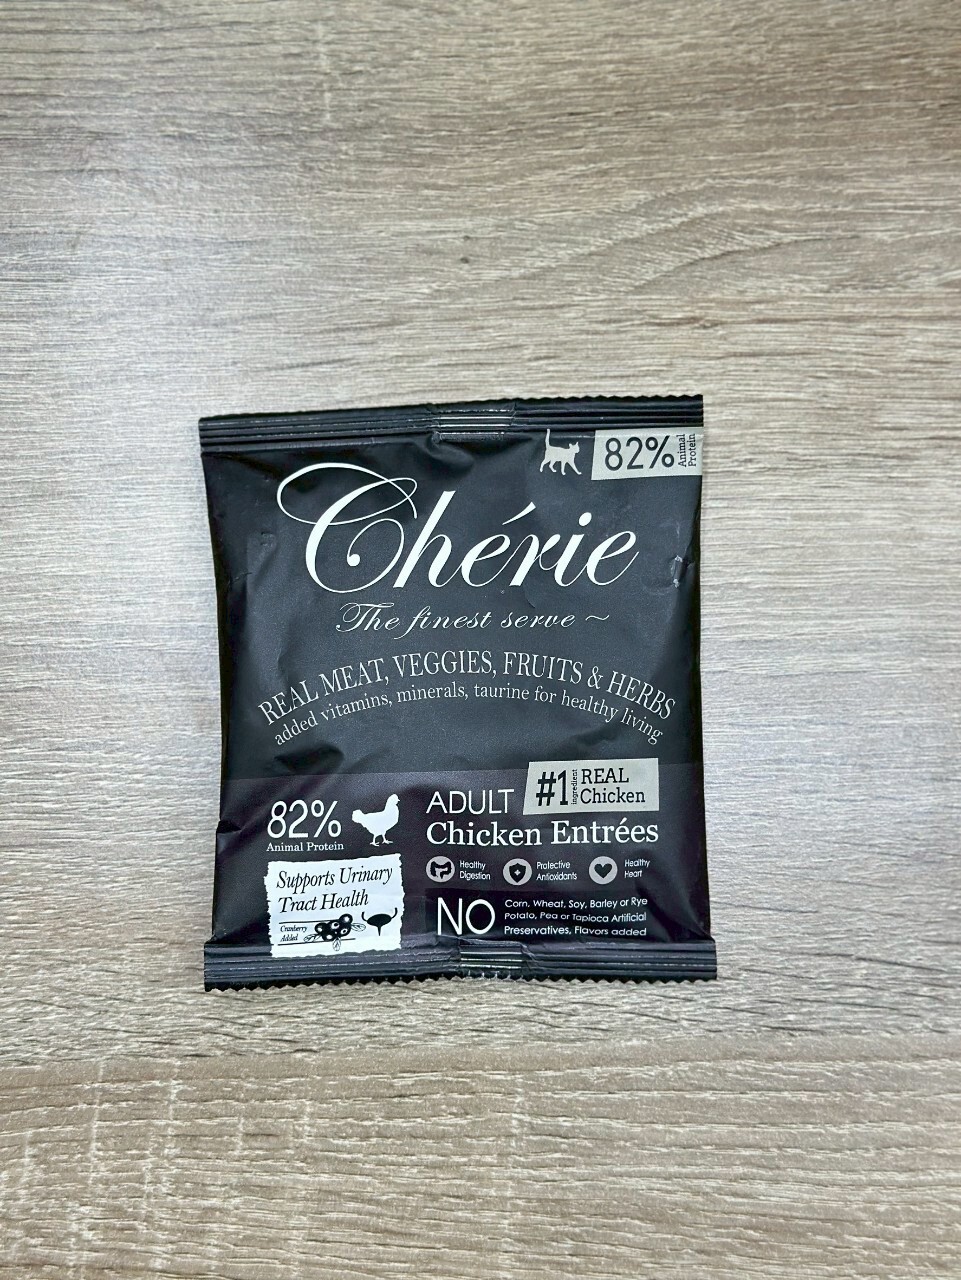 82% Animal Protein
Chérie
The finest serve ~
REAL MEAT, VEGGIES, FRUITS & HERBS
added vitamins, minerals, taurine for healthy living
82%
Animal Protein
ADULT
#1 ingredient REAL Chicken
Chicken Entrées
Healthy Digestion
Protective Antioxidants
Healthy Heart
Supports Urinary
Tract Health
Cranberry
Added
NO
Corn, Wheat, Soy, Barley or Rye
Potato, Pea or Tapioca Artificial
Preservatives, Flavors added